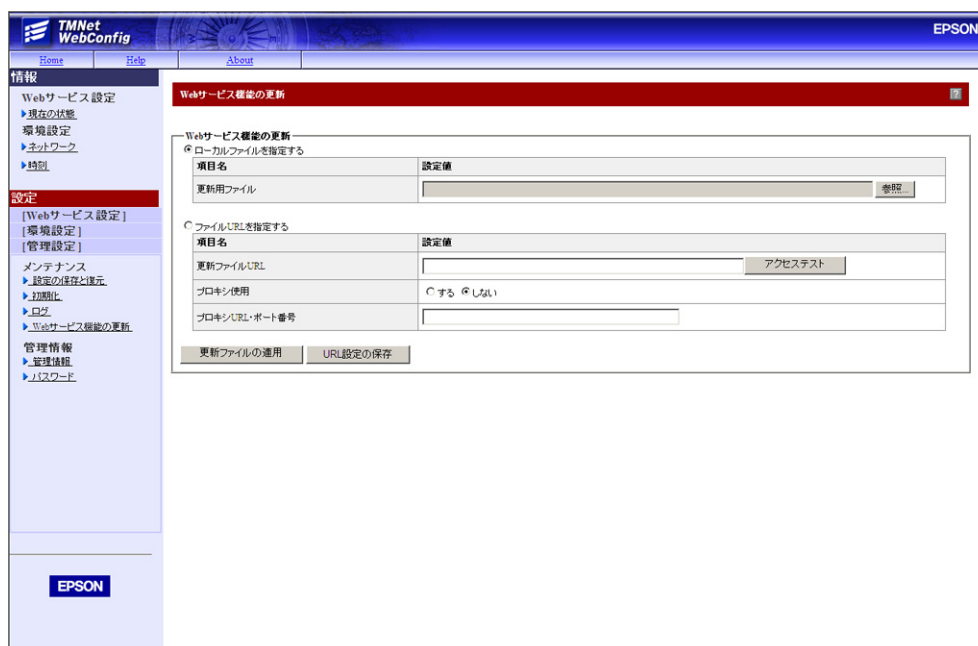 TMNet
WebConfig
EPSON
Home Help About
情報
Webサービス設定
現在の状態
環境設定
ネットワーク
時刻
設定
[Webサービス設定]
[環境設定]
[管理設定]
メンテナンス
設定の保存と復元
初期化
ログ
Webサービス機能の更新
管理情報
管理情報
パスワード
EPSON
Webサービス機能の更新 ?
Webサービス機能の更新
ローカルファイルを指定する
項目名 設定値
更新用ファイル 参照...
ファイルURLを指定する
項目名 設定値
更新ファイルURL アクセステスト
プロキシ使用 する しない
プロキシURL・ポート番号
更新ファイルの適用 URL設定の保存